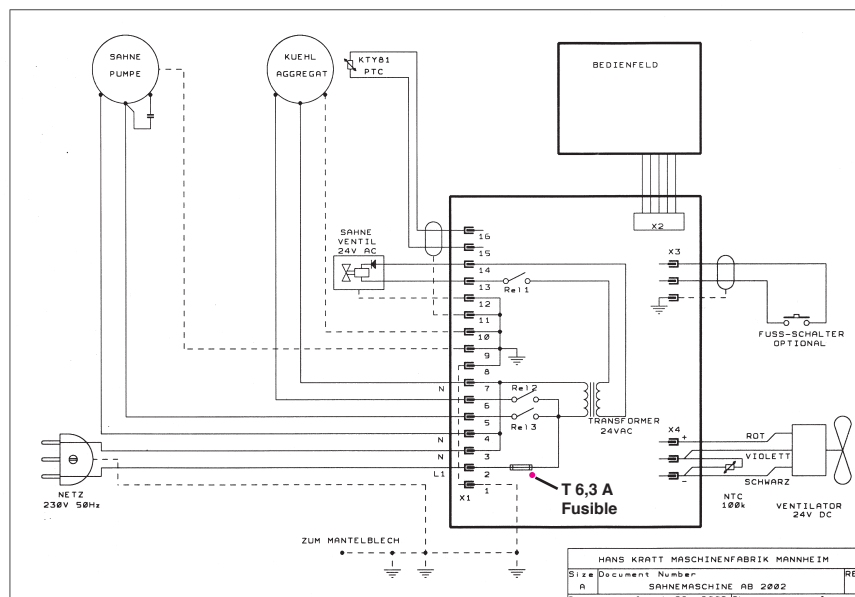 SAHNE
PUMPE
KUEHL
AGGREGAT
KTY81
PTC
BEDIENFELD
X2
SAHNE
VENTIL
24V AC
16
15
14
13
12
11
10
9
8
7
6
5
4
3
2
1
X1
Rel1
Rel2
Rel3
N
N
N
L1
TRANSFORMER
24VAC
X3
FUSS-SCHALTER
OPTIONAL
X4
+
-
ROT
VIOLETT
SCHWARZ
NTC
100k
VENTILATOR
24V DC
NETZ
230V 50Hz
T 6,3 A
Fusible
ZUM MANTELBLECH
HANS KRATT MASCHINENFABRIK MANNHEIM
Size Document Number RE
A SAHNEMASCHINE AB 2002